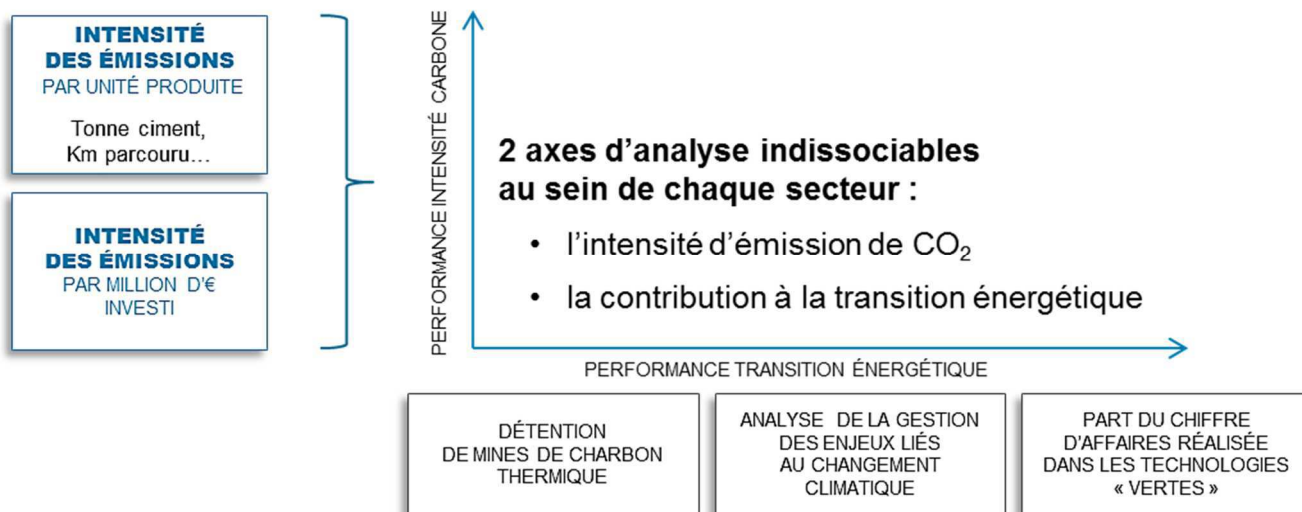 INTENSITÉ
DES ÉMISSIONS
PAR UNITÉ PRODUITE
Tonne ciment,
Km parcouru…
INTENSITÉ
DES ÉMISSIONS
PAR MILLION D'€
INVESTI
PERFORMANCE INTENSITÉ CARBONE
2 axes d’analyse indissociables
au sein de chaque secteur :
• l’intensité d’émission de CO₂
• la contribution à la transition énergétique
PERFORMANCE TRANSITION ÉNERGÉTIQUE
DÉTENTION
DE MINES DE CHARBON
THERMIQUE
ANALYSE DE LA GESTION
DES ENJEUX LIÉS
AU CHANGEMENT
CLIMATIQUE
PART DU CHIFFRE
D’AFFAIRES RÉALISÉE
DANS LES TECHNOLOGIES
« VERTES »